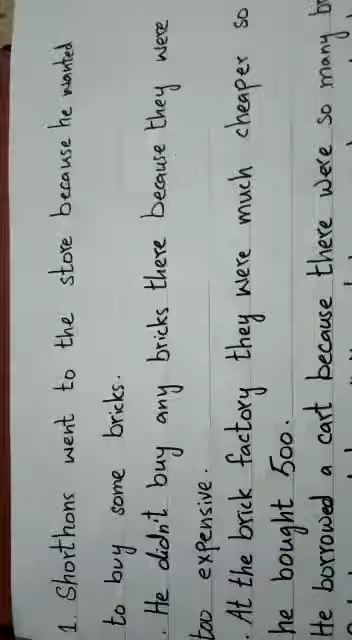 1. Shorthons went to the store because he wanted
to buy some bricks.
. He didn't buy any bricks there because they were
too expensive.
. At the brick factory they were much cheaper so
he bought 500.
He borrowed a cart because there were so many